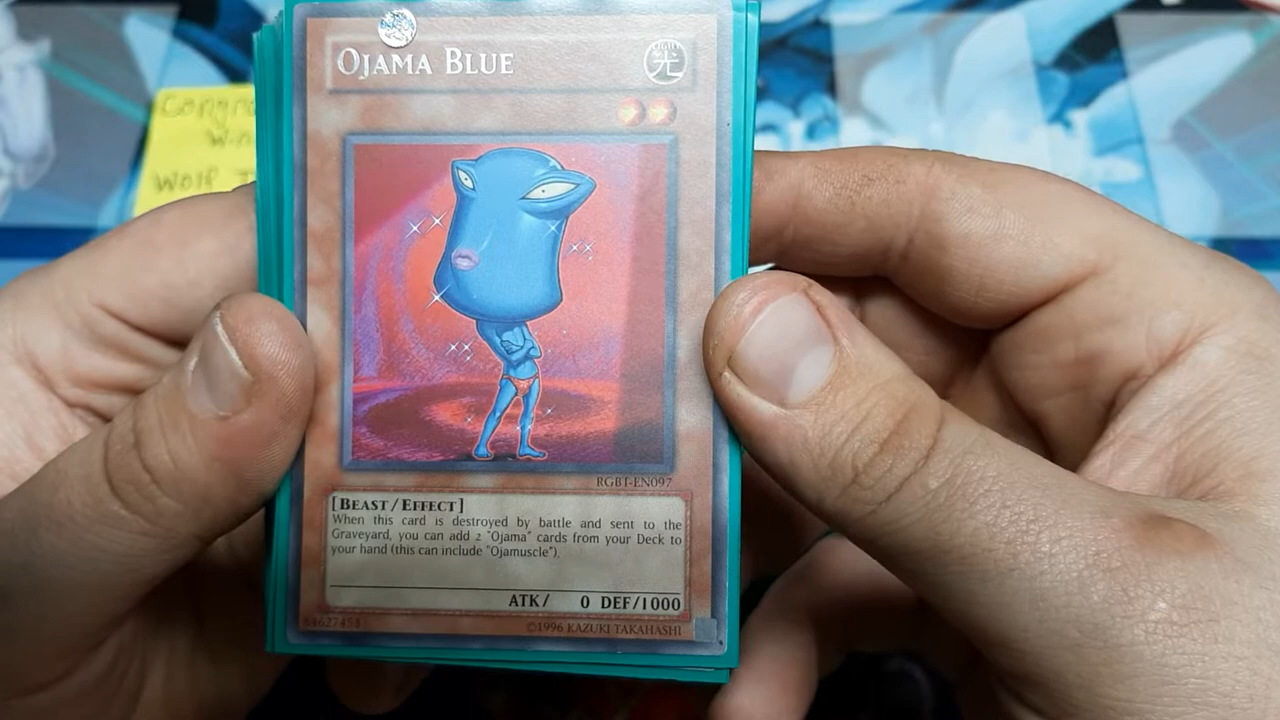 OJAMA BLUE
LIGHT
光
RGBT-EN097
[BEAST/EFFECT]
When this card is destroyed by battle and sent to the
Graveyard, you can add 2 "Ojama" cards from your Deck to
your hand (this can include "Ojamuscle").
ATK/ 0 DEF/1000
©1996 KAZUKI TAKAHASHI
Wolf